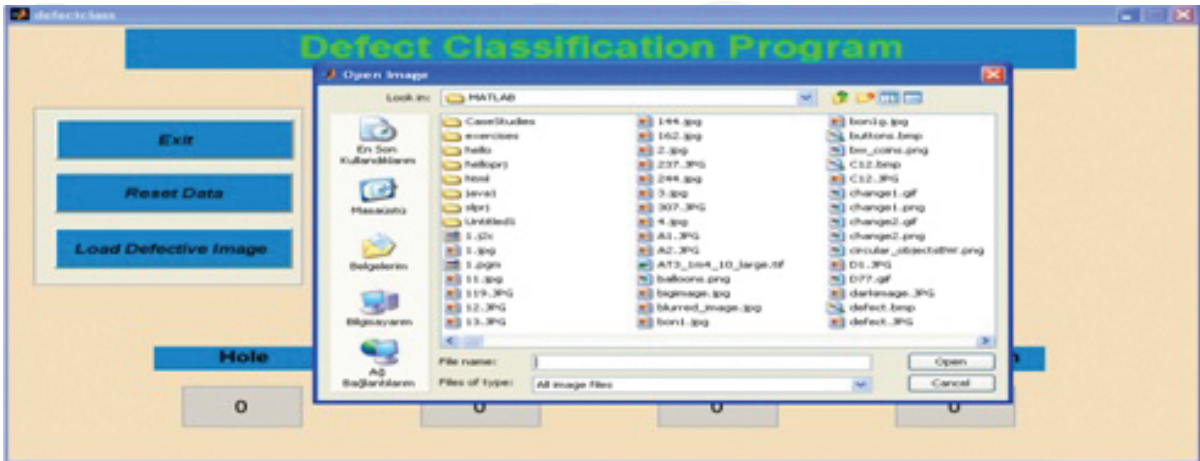 defectclass
Defect Classification Program
Open Image
Look in: MATLAB
Exit
Reset Data
Load Defective Image
En Son
Kullandıklarım
Masaüstü
Belgelerim
Bilgisayarım
Ağ
Bağlantılarım
CaseStudies
exercises
hello
helloprj
html
java1
slprj
Untitled1
1.j2c
1.jpg
1.pgm
11.jpg
119.JPG
12.JPG
13.JPG
144.jpg
162.jpg
2.jpg
237.JPG
244.jpg
3.jpg
307.JPG
4.jpg
A1.JPG
A2.JPG
AT3_1m4_10_large.tif
balloons.png
bigimage.jpg
blurred_image.jpg
bon1.jpg
bon1g.jpg
buttons.bmp
bw_coins.png
C12.bmp
C12.JPG
change1.gif
change1.png
change2.gif
change2.png
circular_objectsBW.png
D1.JPG
D77.gif
darkimage.JPG
defect.bmp
defect.JPG
File name:
Open
Files of type: All image files
Cancel
Hole
0 0 0 0